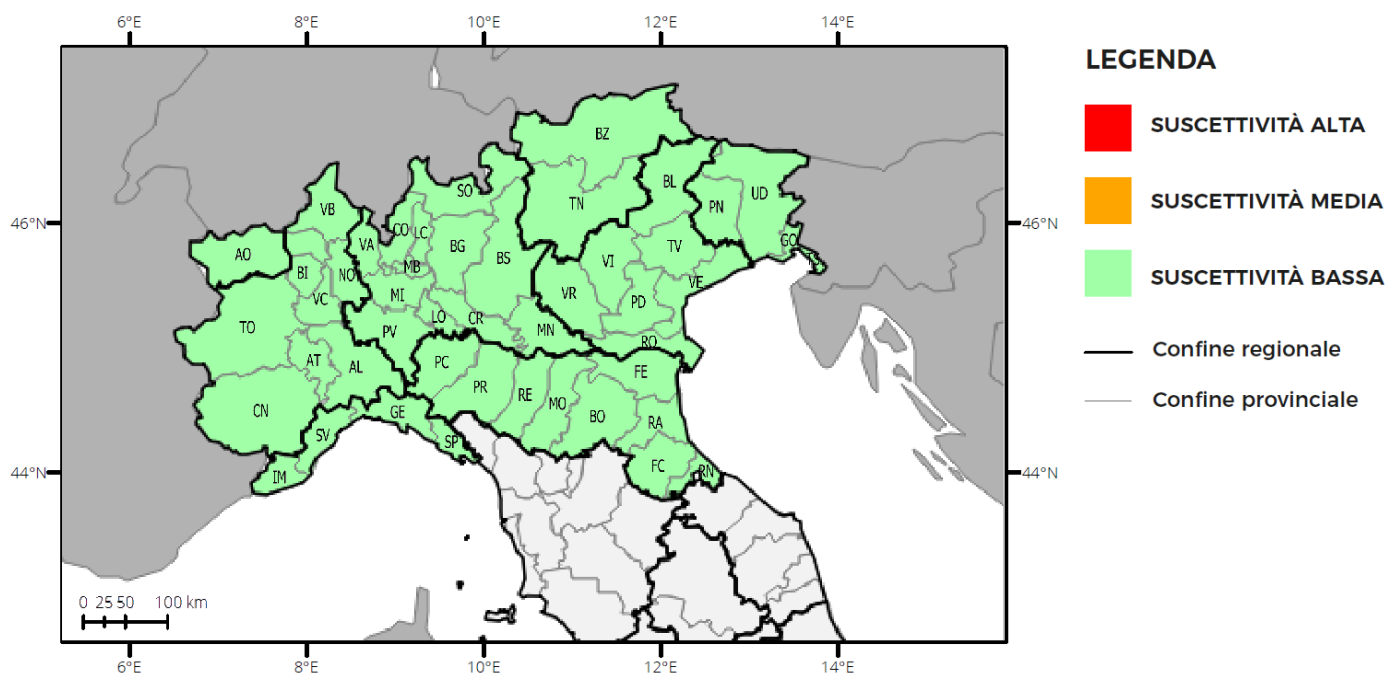 6°E 8°E 10°E 12°E 14°E
LEGENDA
SUSCETTIVITÀ ALTA
SUSCETTIVITÀ MEDIA
SUSCETTIVITÀ BASSA
Confine regionale
Confine provinciale
46°N 46°N
44°N 44°N
BZ
SO BL UD
VB TN PN
CO LC GO
VA BG TV
AO BS VI
BI NO MB VE
VC MI VR PD
TO LO CR MN
PV RO
AT AL PC FE
PR RE MO BO RA
CN GE
SV SP
IM FC RN
0 25 50 100 km
6°E 8°E 10°E 12°E 14°E